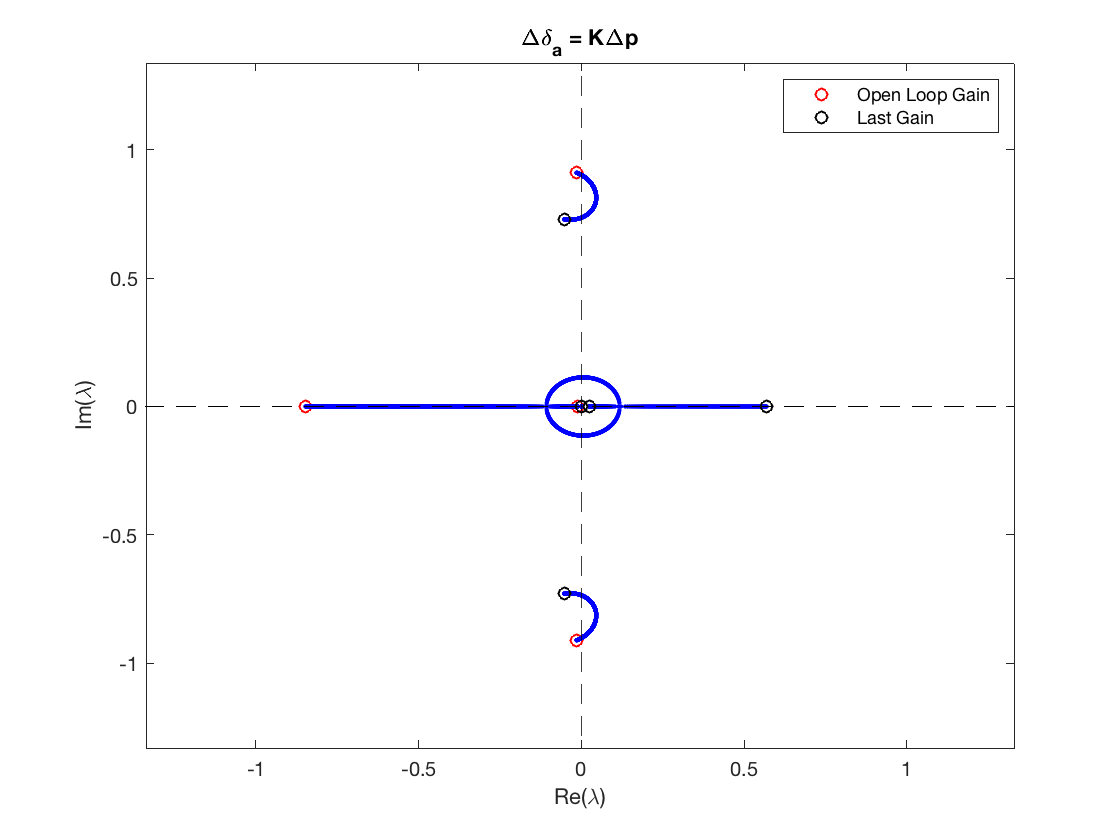 Δδₐ = KΔp
Open Loop Gain
Last Gain
1
0.5
0
-0.5
-1
Im(λ)
-1
-0.5
0
0.5
1
Re(λ)